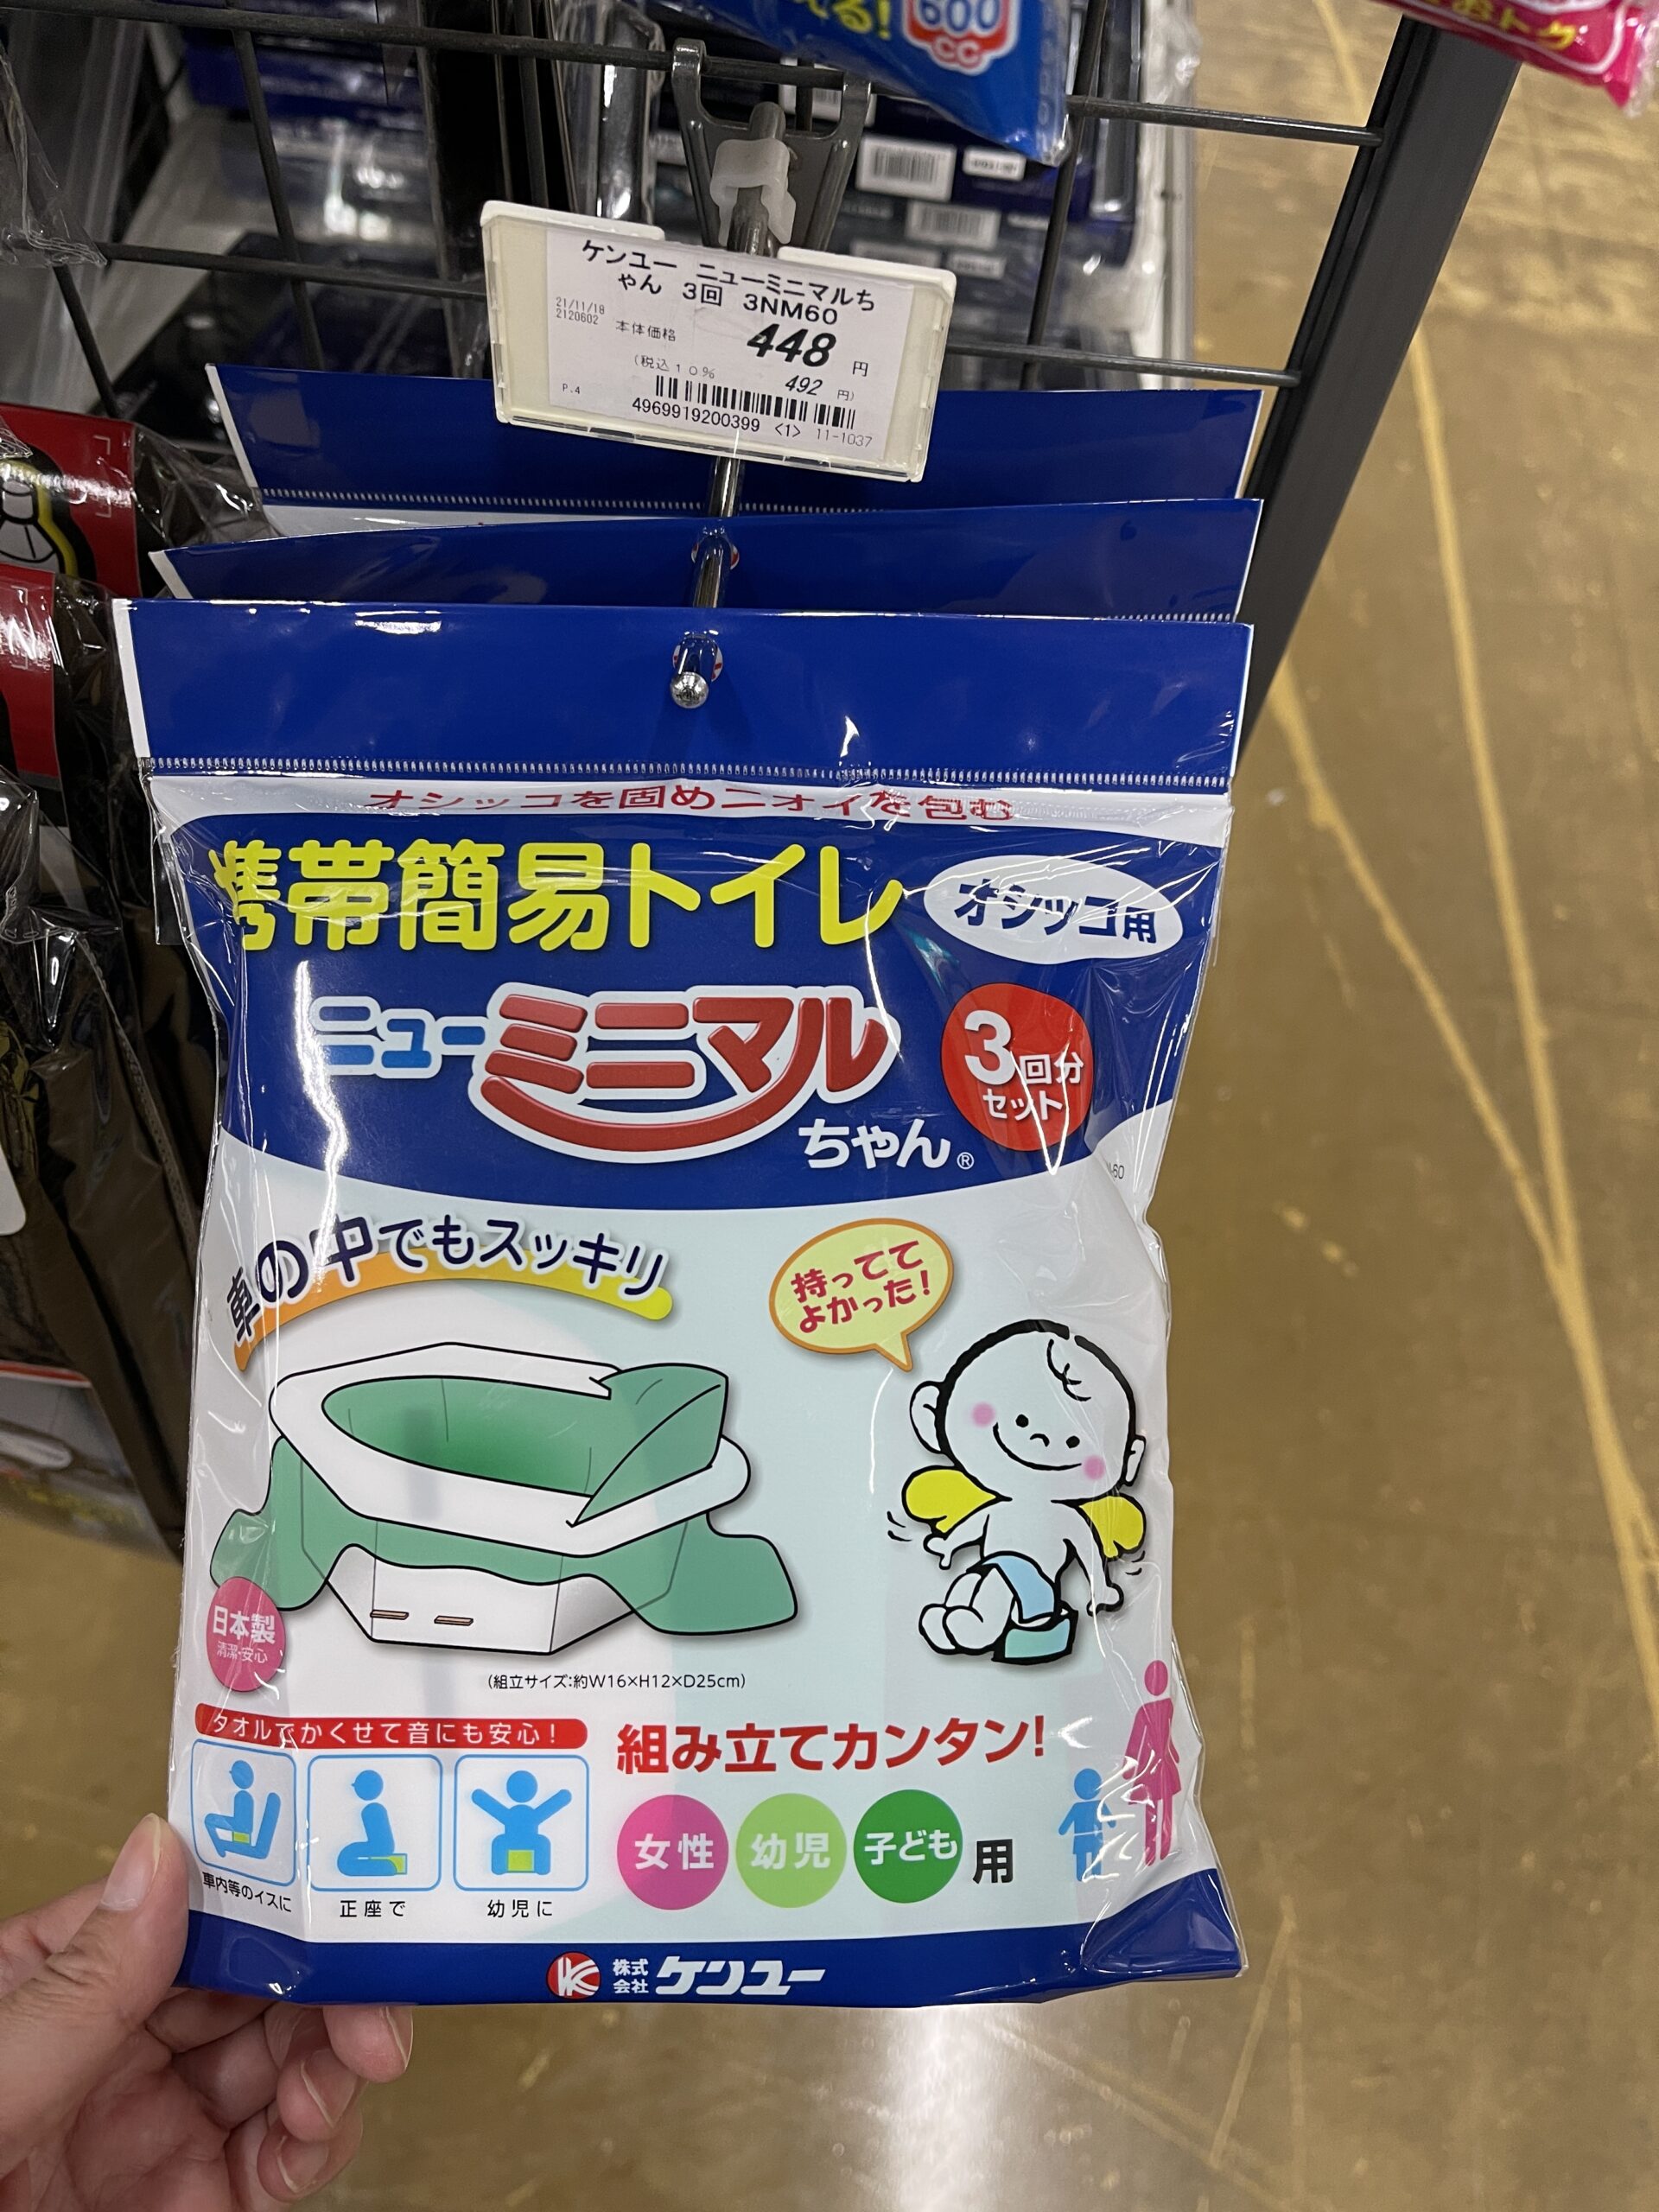 る!
600
CC
おトク
ケンユー ニューミニマルち
ゃん 3回 3NM60
21/11/18
2120602
本体価格
448 円
(税込10% 492 円)
P.4
4969919200399 <1> 11-1037
オシッコを固めニオイを包む
携帯簡易トイレ
オシッコ用
ニューミニマル
ちゃん®
3回分
セット
-60
車の中でもスッキリ
持ってて
よかった!
日本製
清潔・安心
(組立サイズ:約W16×H12×D25cm)
タオルでかくせて音にも安心!
車内等のイスに
正座で
幼児に
組み立てカンタン!
女性 幼児 子ども 用
株式会社 ケンユー